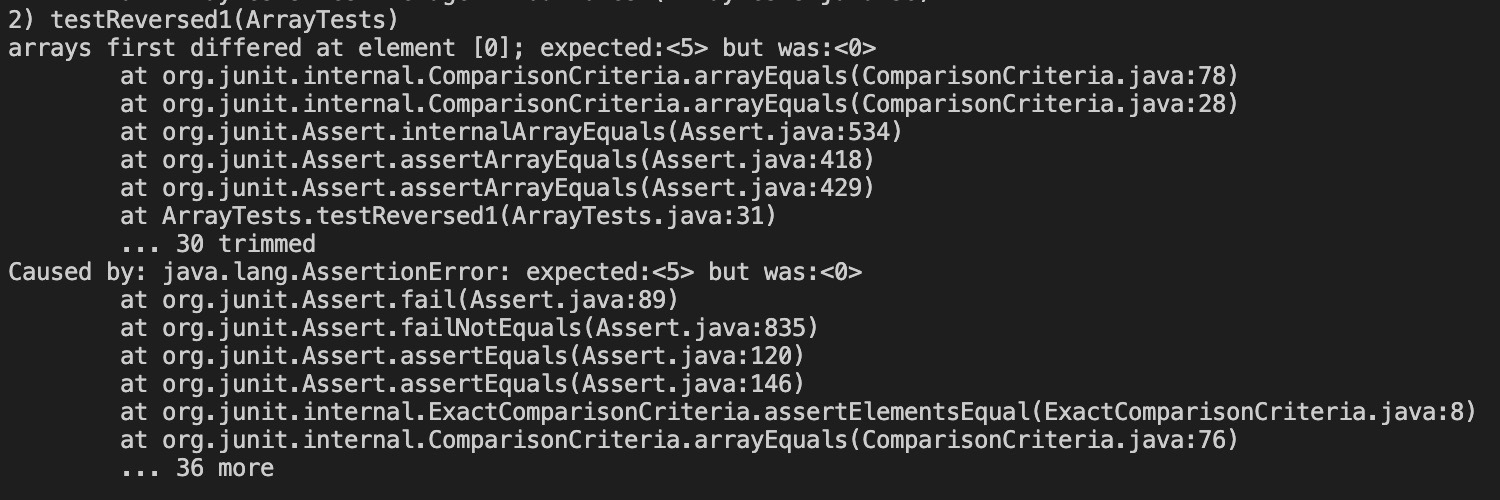 2) testReversed1(ArrayTests)
arrays first differed at element [0]; expected:<5> but was:<0>
at org.junit.internal.ComparisonCriteria.arrayEquals(ComparisonCriteria.java:78)
at org.junit.internal.ComparisonCriteria.arrayEquals(ComparisonCriteria.java:28)
at org.junit.Assert.internalArrayEquals(Assert.java:534)
at org.junit.Assert.assertArrayEquals(Assert.java:418)
at org.junit.Assert.assertArrayEquals(Assert.java:429)
at ArrayTests.testReversed1(ArrayTests.java:31)
... 30 trimmed
Caused by: java.lang.AssertionError: expected:<5> but was:<0>
at org.junit.Assert.fail(Assert.java:89)
at org.junit.Assert.failNotEquals(Assert.java:835)
at org.junit.Assert.assertEquals(Assert.java:120)
at org.junit.Assert.assertEquals(Assert.java:146)
at org.junit.internal.ExactComparisonCriteria.assertElementsEqual(ExactComparisonCriteria.java:8)
at org.junit.internal.ComparisonCriteria.arrayEquals(ComparisonCriteria.java:76)
... 36 more